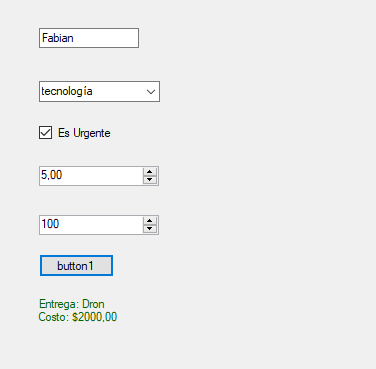 Fabian
tecnología
Es Urgente
5,00
100
button1
Entrega: Dron
Costo: $2000,00